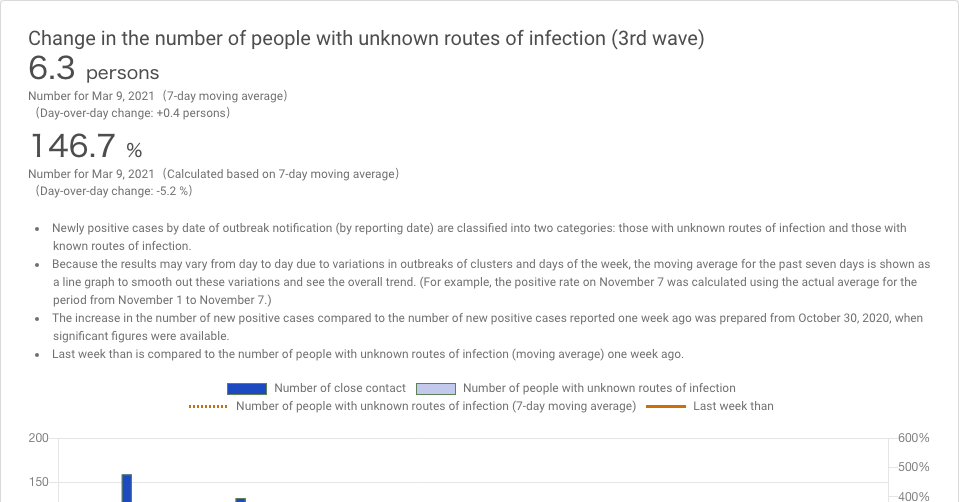 Change in the number of people with unknown routes of infection (3rd wave)
6.3 persons
Number for Mar 9, 2021（7-day moving average）
（Day-over-day change: +0.4 persons）
146.7 %
Number for Mar 9, 2021（Calculated based on 7-day moving average）
（Day-over-day change: -5.2 %）
• Newly positive cases by date of outbreak notification (by reporting date) are classified into two categories: those with unknown routes of infection and those with
known routes of infection.
• Because the results may vary from day to day due to variations in outbreaks of clusters and days of the week, the moving average for the past seven days is shown as
a line graph to smooth out these variations and see the overall trend. (For example, the positive rate on November 7 was calculated using the actual average for the
period from November 1 to November 7.)
• The increase in the number of new positive cases compared to the number of new positive cases reported one week ago was prepared from October 30, 2020, when
significant figures were available.
• Last week than is compared to the number of people with unknown routes of infection (moving average) one week ago.
Number of close contact Number of people with unknown routes of infection
Number of people with unknown routes of infection (7-day moving average) Last week than
200 600%
500%
150
400%